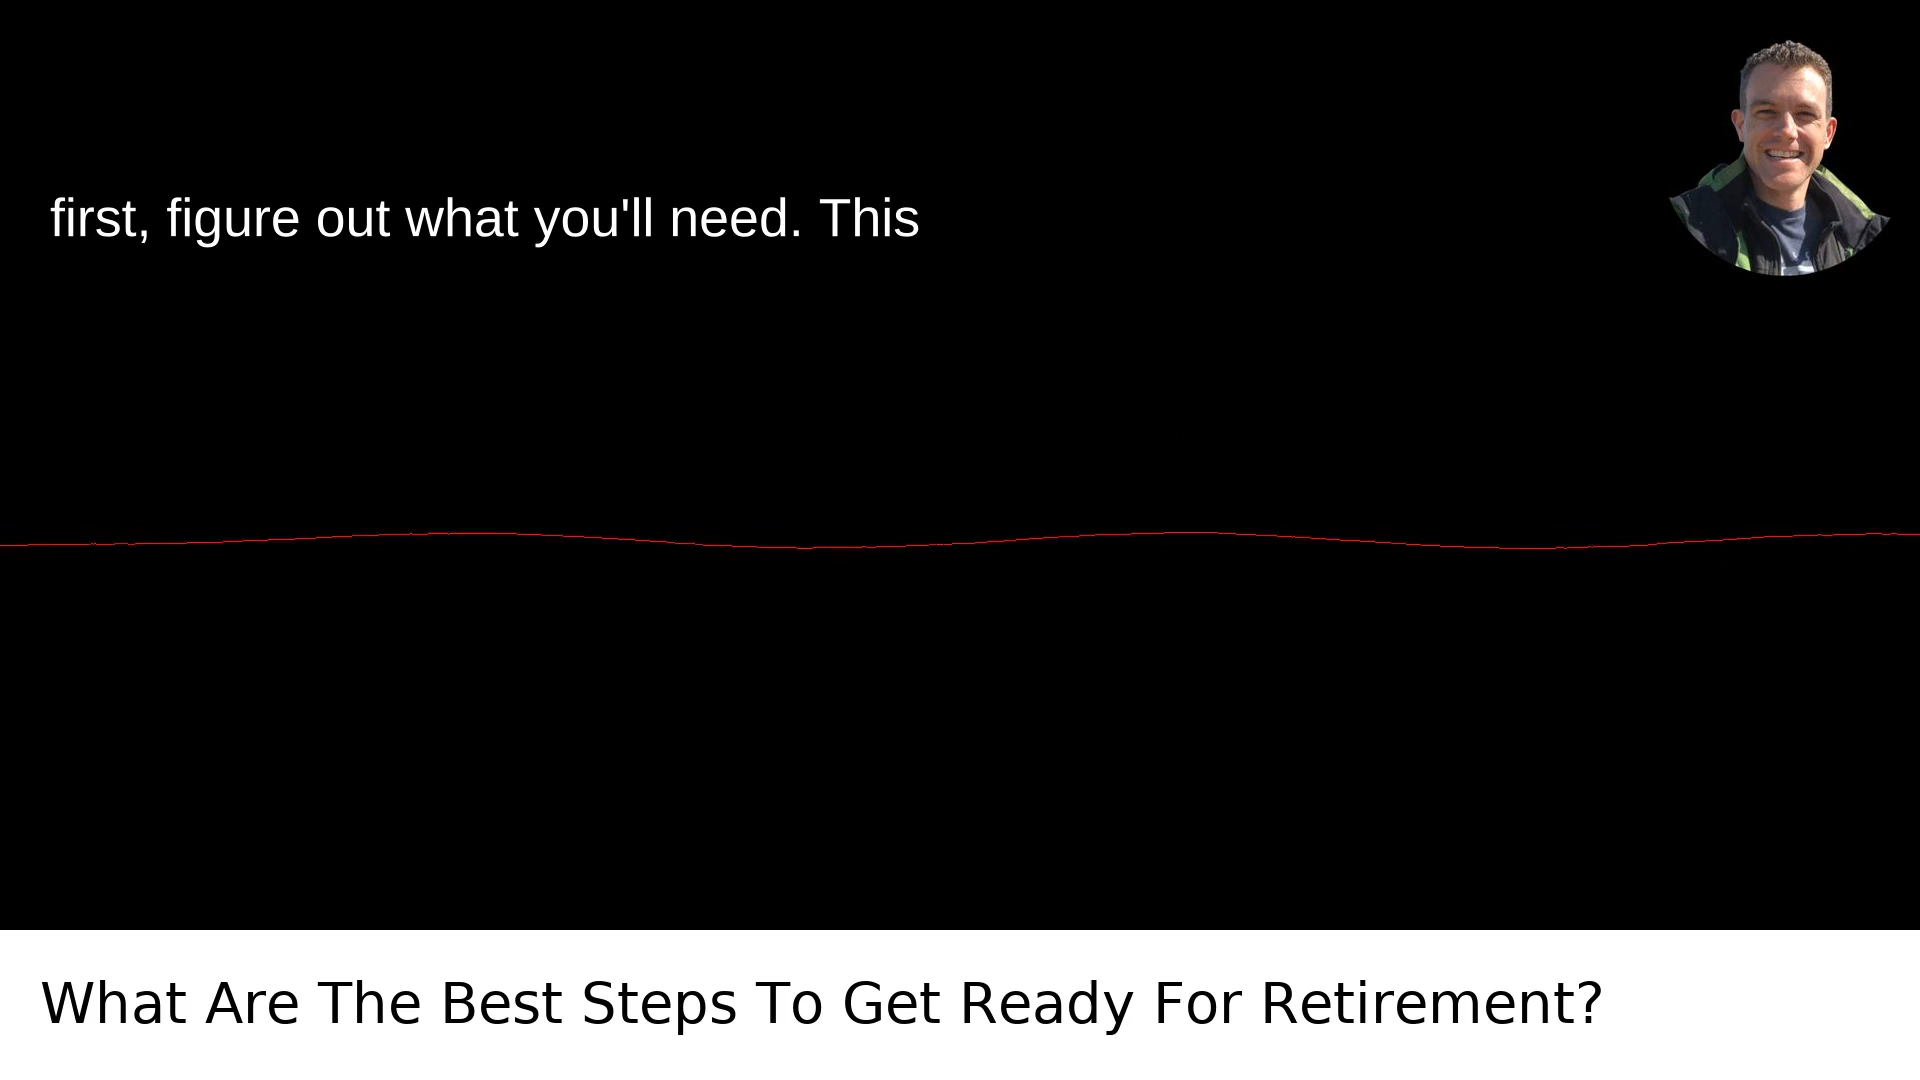 first, figure out what you'll need. This
What Are The Best Steps To Get Ready For Retirement?